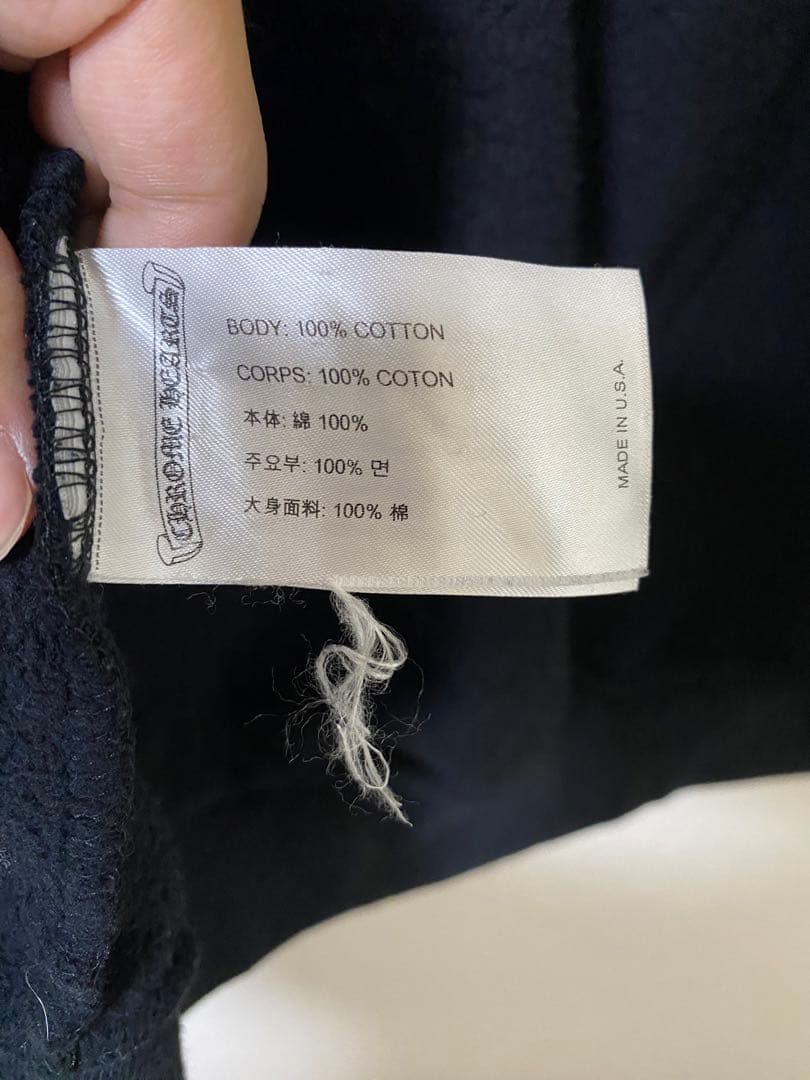 CHROME HEARTS
BODY: 100% COTTON
CORPS: 100% COTON
本体: 綿 100%
주요부: 100% 면
大身面料: 100% 棉
MADE IN U.S.A.